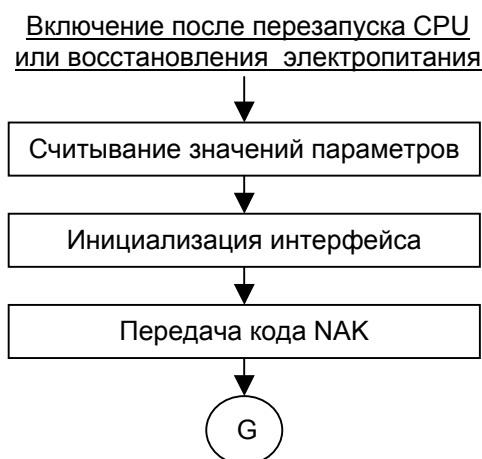 Включение после перезапуска CPU
или восстановления электропитания
Считывание значений параметров
Инициализация интерфейса
Передача кода NAK
G